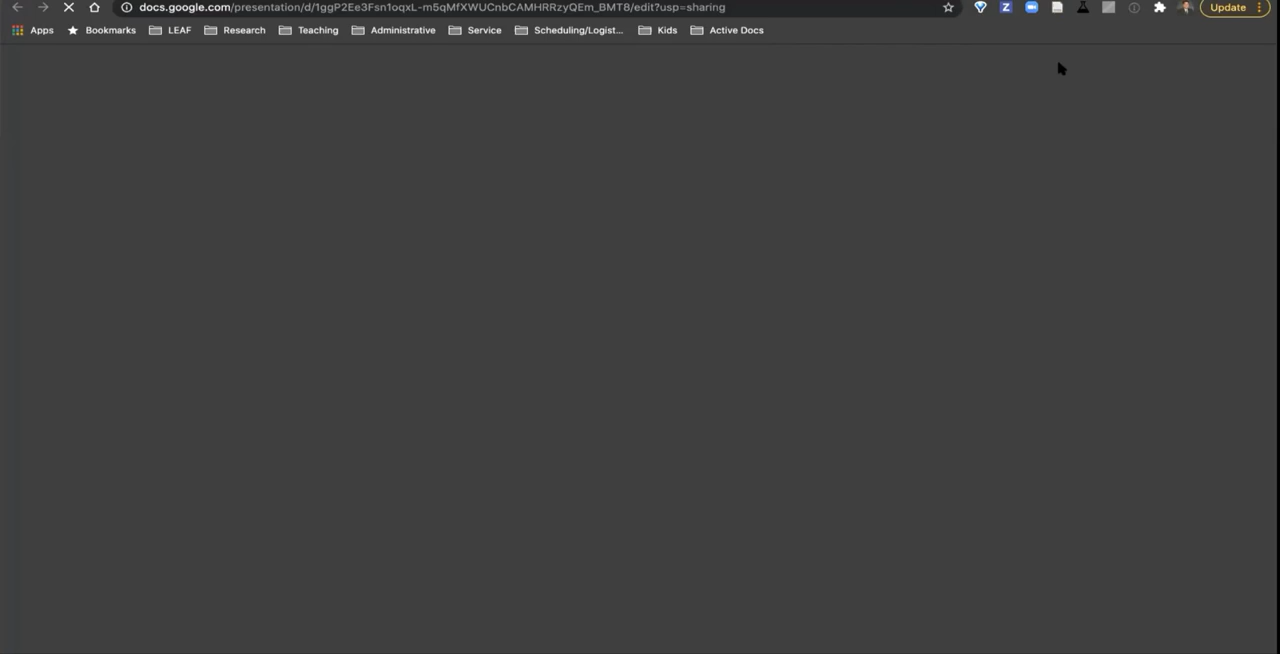 docs.google.com/presentation/d/1ggP2Ee3Fsn1oqxL-m5qMfXWUCnbCAMHRRzyQEm_BMT8/edit?usp=sharing
Z
Update
Apps Bookmarks LEAF Research Teaching Administrative Service Scheduling/Logist... Kids Active Docs